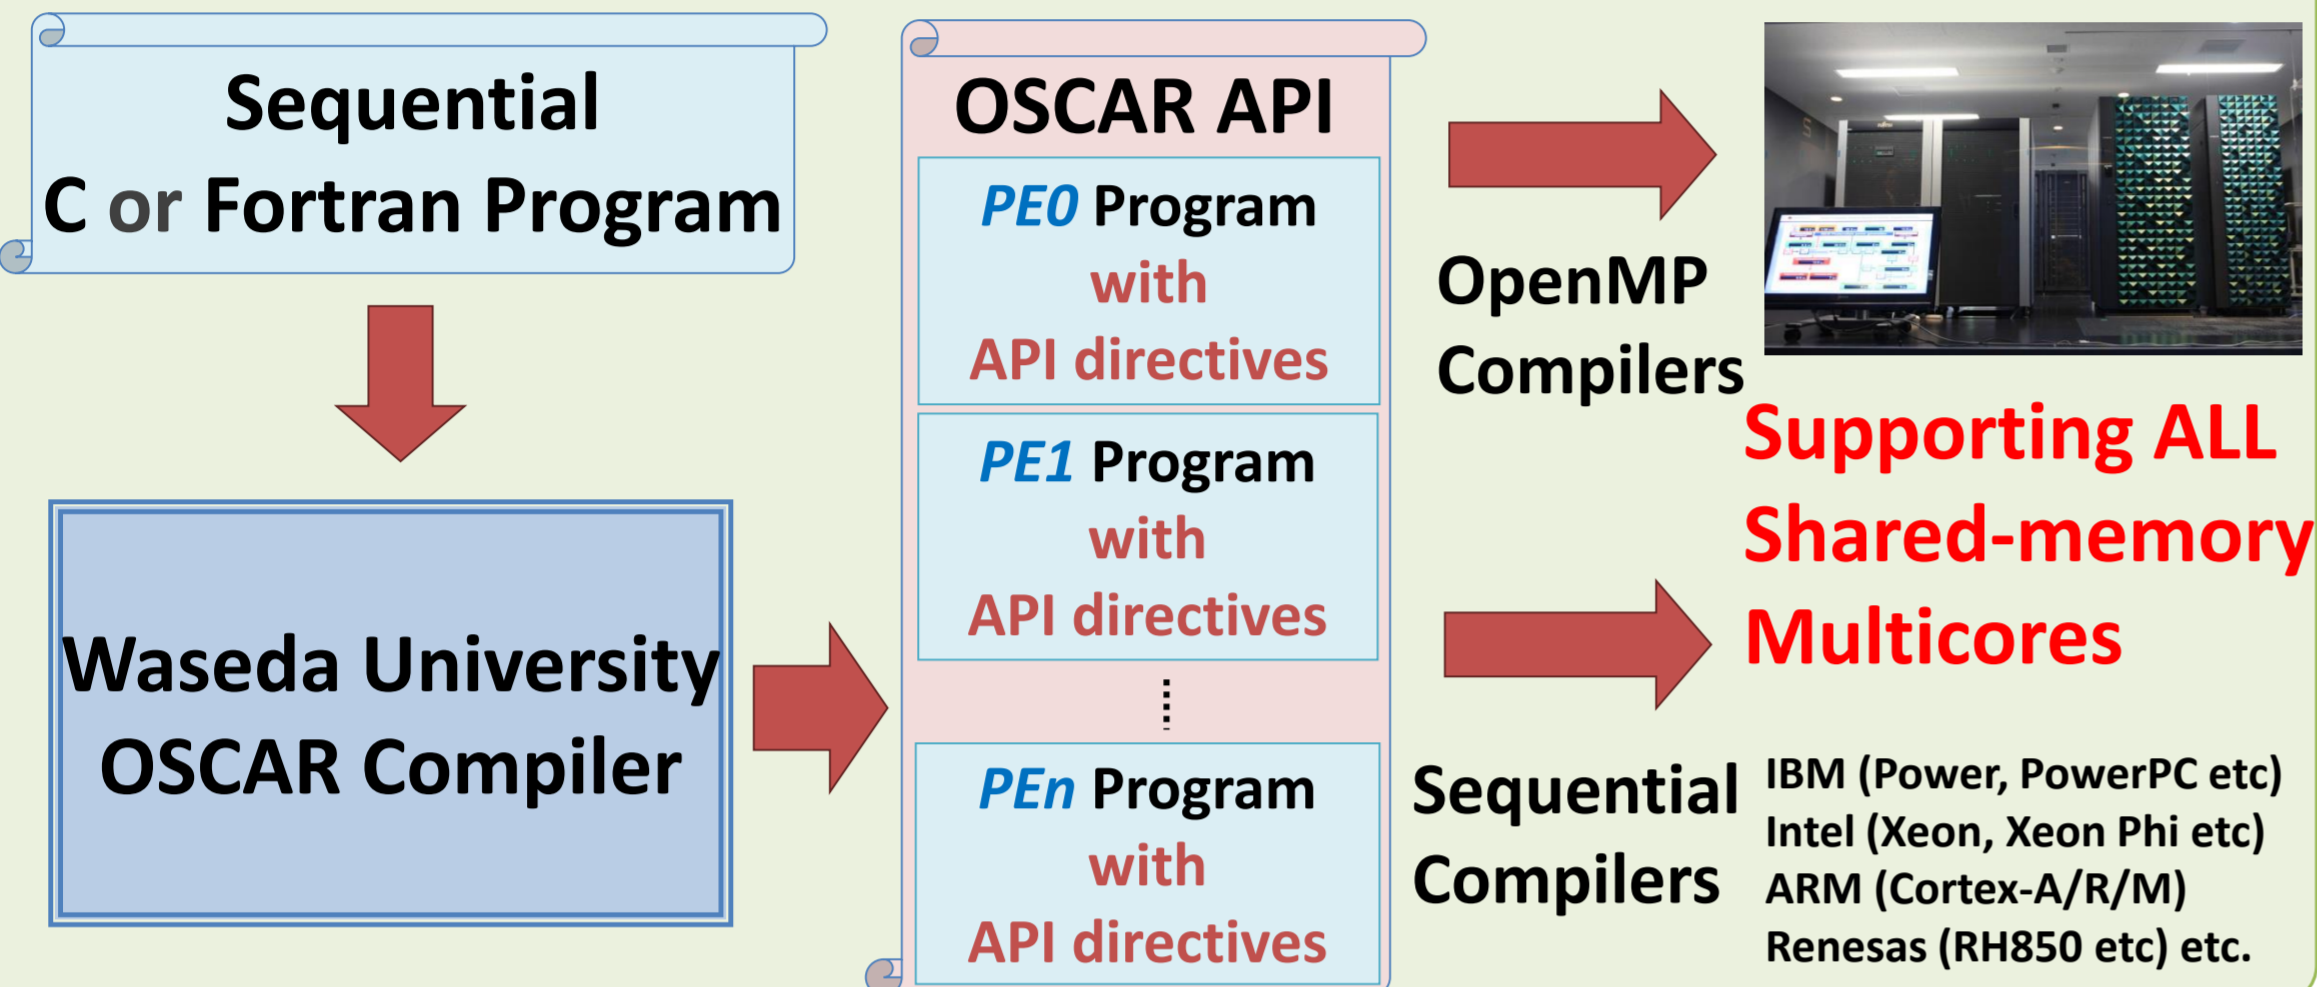 Sequential
C or Fortran Program
Waseda University
OSCAR Compiler
OSCAR API
PE0 Program
with
API directives
PE1 Program
with
API directives
PEn Program
with
API directives
OpenMP
Compilers
Sequential
Compilers
Supporting ALL
Shared-memory
Multicores
IBM (Power, PowerPC etc)
Intel (Xeon, Xeon Phi etc)
ARM (Cortex-A/R/M)
Renesas (RH850 etc) etc.